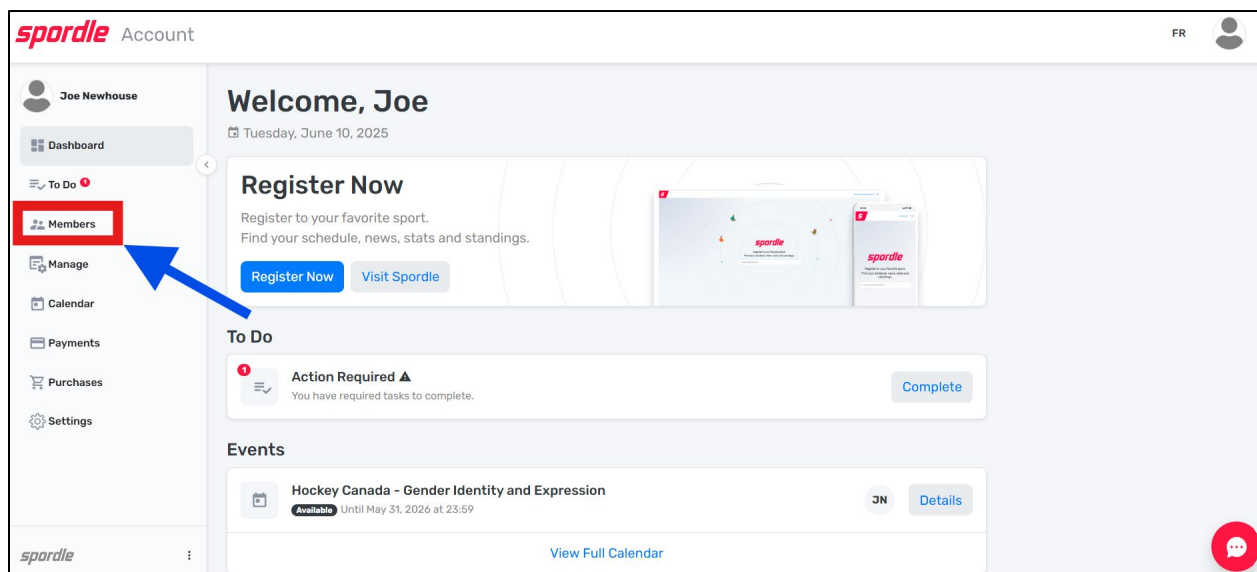 spordle Account
FR
Joe Newhouse
Dashboard
To Do 1
Members
Manage
Calendar
Payments
Purchases
Settings
spordle
Welcome, Joe
Tuesday, June 10, 2025
Register Now
Register to your favorite sport.
Find your schedule, news, stats and standings.
Register Now
Visit Spordle
spordle
spordle
To Do
1
Action Required
You have required tasks to complete.
Complete
Events
Hockey Canada - Gender Identity and Expression
Available Until May 31, 2026 at 23:59
JN
Details
View Full Calendar